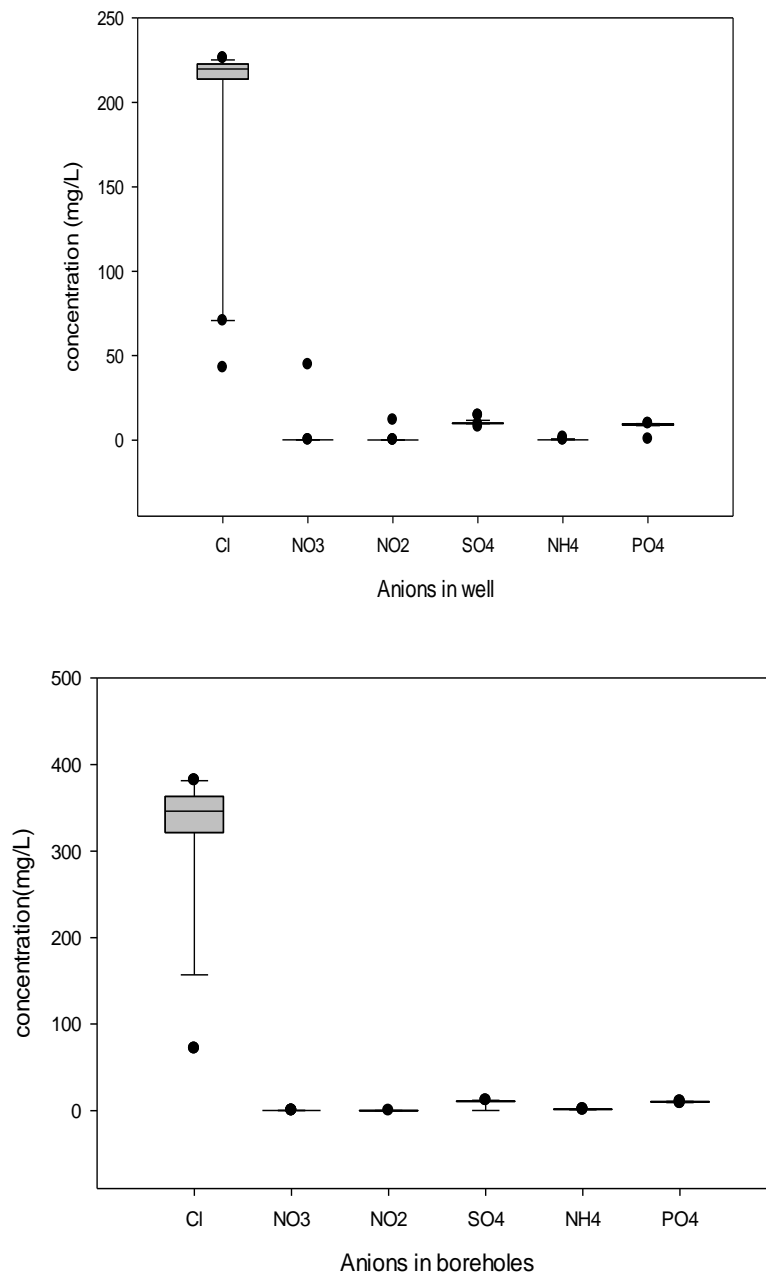 250
200
150
100
50
0
concentration (mg/L)
Cl NO3 NO2 SO4 NH4 PO4
Anions in well
500
400
300
200
100
0
concentration(mg/L)
Cl NO3 NO2 SO4 NH4 PO4
Anions in boreholes